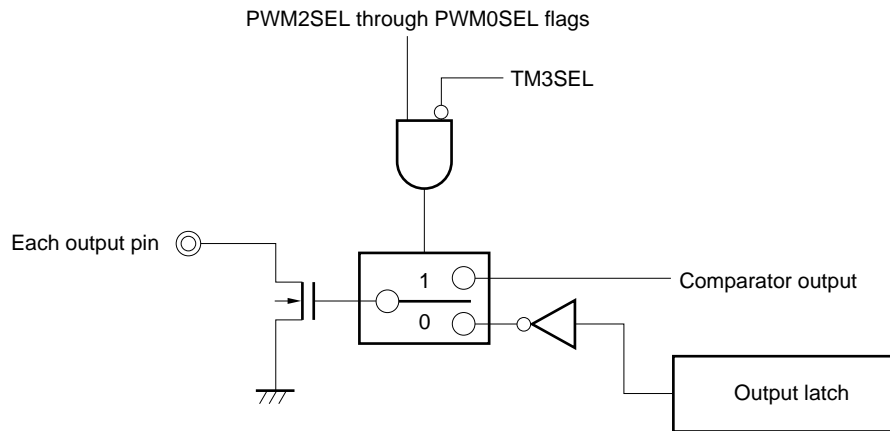 PWM2SEL through PWM0SEL flags
TM3SEL
Each output pin
1
Comparator output
0
Output latch